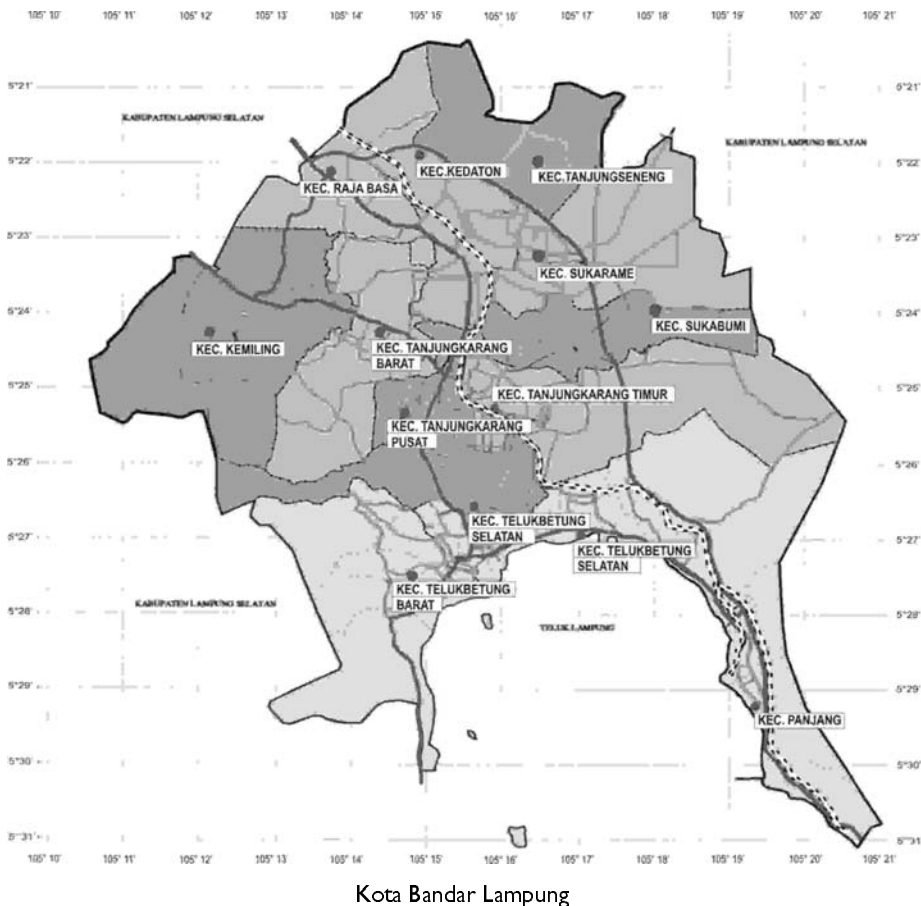 105° 10' 105° 11' 105° 12' 105° 13' 105° 14' 105° 15' 105° 16' 105° 17' 105° 18' 105° 19' 105° 20' 105° 21'
5°21' 5°21'
KABUPATEN LAMPUNG SELATAN
KABUPATEN LAMPUNG SELATAN
5°22' 5°22'
KEC.KEDATON
KEC.TANJUNGSENENG
KEC. RAJA BASA
5°23' 5°23'
KEC. SUKARAME
5°24' 5°24'
KEC. SUKABUMI
KEC. KEMILING
KEC. TANJUNGKARANG
BARAT
5°25' 5°25'
KEC. TANJUNGKARANG TIMUR
KEC. TANJUNGKARANG
PUSAT
5°26' 5°26'
KEC. TELUKBETUNG
SELATAN
5°27' 5°27'
KEC. TELUKBETUNG
SELATAN
KEC. TELUKBETUNG
BARAT
KABUPATEN LAMPUNG SELATAN
5°28' 5°28'
TELUK LAMPUNG
5°29' 5°29'
KEC. PANJANG
5°30' 5°30'
5°31' 5°31'
105° 10' 105° 11' 105° 12' 105° 13' 105° 14' 105° 15' 105° 16' 105° 17' 105° 18' 105° 19' 105° 20' 105° 21'
Kota Bandar Lampung